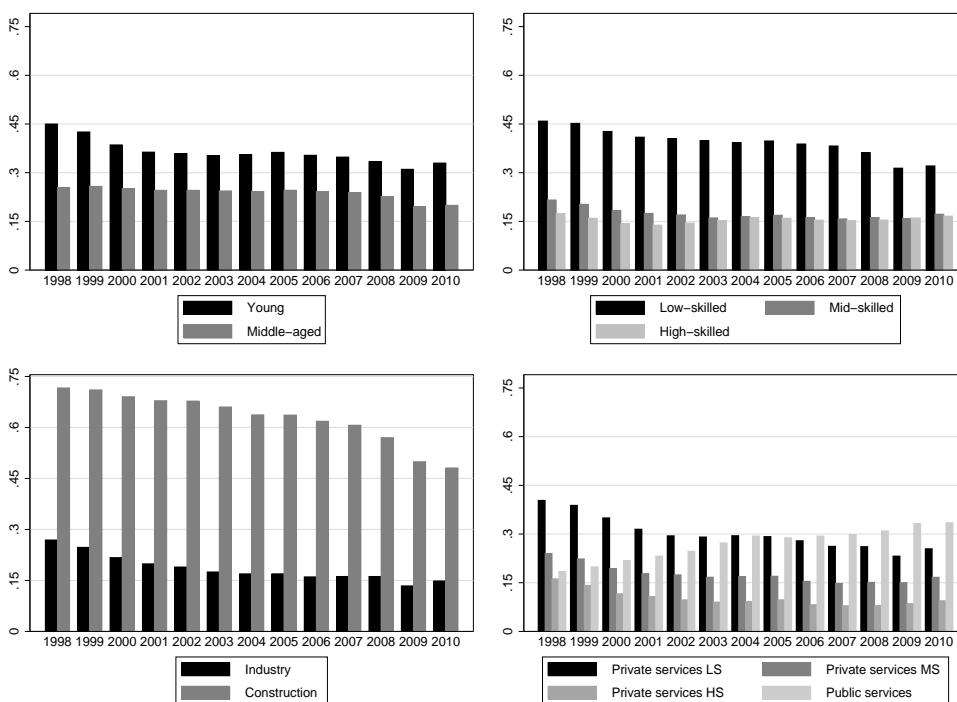 .75
.6
.45
.3
.15
0
1998 1999 2000 2001 2002 2003 2004 2005 2006 2007 2008 2009 2010
Young
Middle−aged
.75
.6
.45
.3
.15
0
1998 1999 2000 2001 2002 2003 2004 2005 2006 2007 2008 2009 2010
Low−skilled Mid−skilled
High−skilled
.75
.6
.45
.3
.15
0
1998 1999 2000 2001 2002 2003 2004 2005 2006 2007 2008 2009 2010
Industry
Construction
.75
.6
.45
.3
.15
0
1998 1999 2000 2001 2002 2003 2004 2005 2006 2007 2008 2009 2010
Private services LS Private services MS
Private services HS Public services